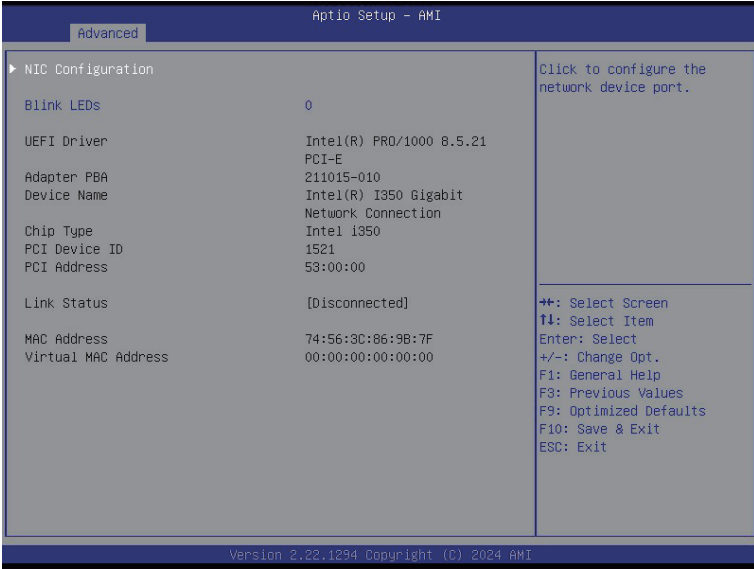 Aptio Setup – AMI
Advanced
▶ NIC Configuration
Blink LEDs 0
UEFI Driver Intel(R) PRO/1000 8.5.21
PCI-E
Adapter PBA 211015-010
Device Name Intel(R) I350 Gigabit
Network Connection
Chip Type Intel i350
PCI Device ID 1521
PCI Address 53:00:00
Link Status [Disconnected]
MAC Address 74:56:3C:86:9B:7F
Virtual MAC Address 00:00:00:00:00:00
Click to configure the
network device port.
→←: Select Screen
↑↓: Select Item
Enter: Select
+/-: Change Opt.
F1: General Help
F3: Previous Values
F9: Optimized Defaults
F10: Save & Exit
ESC: Exit
Version 2.22.1294 Copyright (C) 2024 AMI